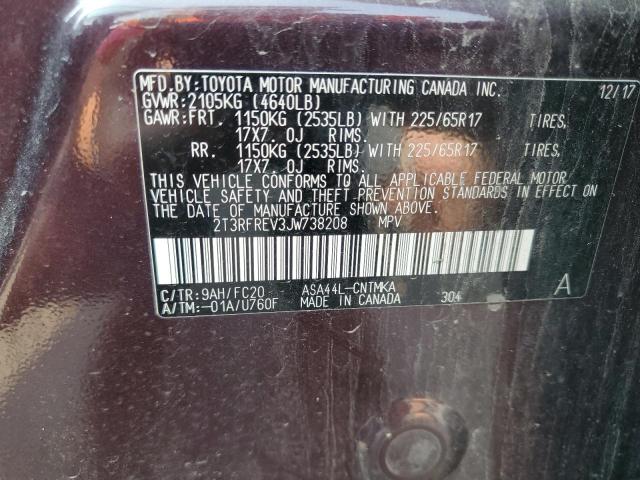 MFD.BY:TOYOTA MOTOR MANUFACTURING CANADA INC. 12/17
GVWR:2105KG (4640LB)
GAWR:FRT. 1150KG (2535LB) WITH 225/65R17 TIRES,
17X7.0J RIMS.
RR. 1150KG (2535LB) WITH 225/65R17 TIRES,
17X7.0J RIMS.
THIS VEHICLE CONFORMS TO ALL APPLICABLE FEDERAL MOTOR
VEHICLE SAFETY AND THEFT PREVENTION STANDARDS IN EFFECT ON
THE DATE OF MANUFACTURE SHOWN ABOVE.
2T3RFREV3JW738208 MPV
C/TR:9AH/FC20 ASA44L-CNTMKA
A/TM:-01A/U760F MADE IN CANADA 304 A